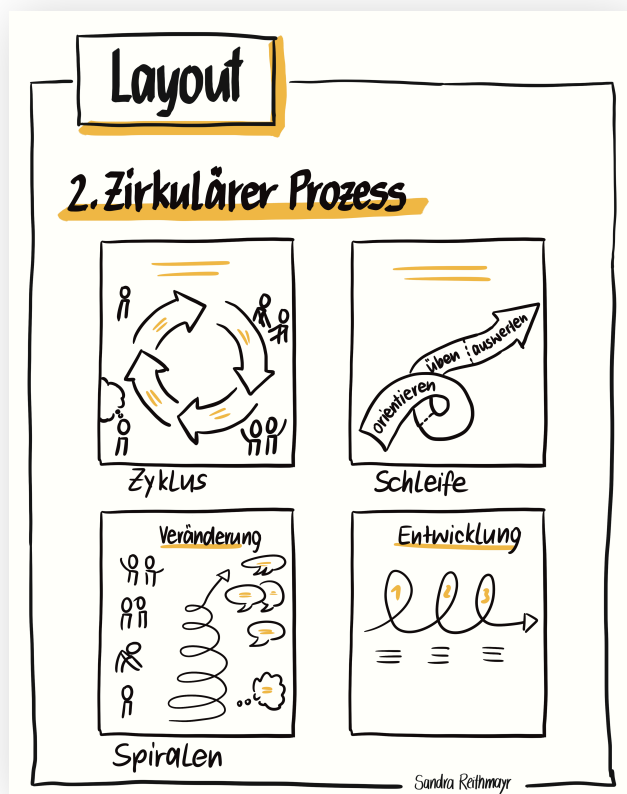 Layout
2. Zirkulärer Prozess
orientieren
üben
auswerten
Zyklus
Schleife
Veränderung
Entwicklung
1 2 3
Spiralen
Sandra Reithmayr